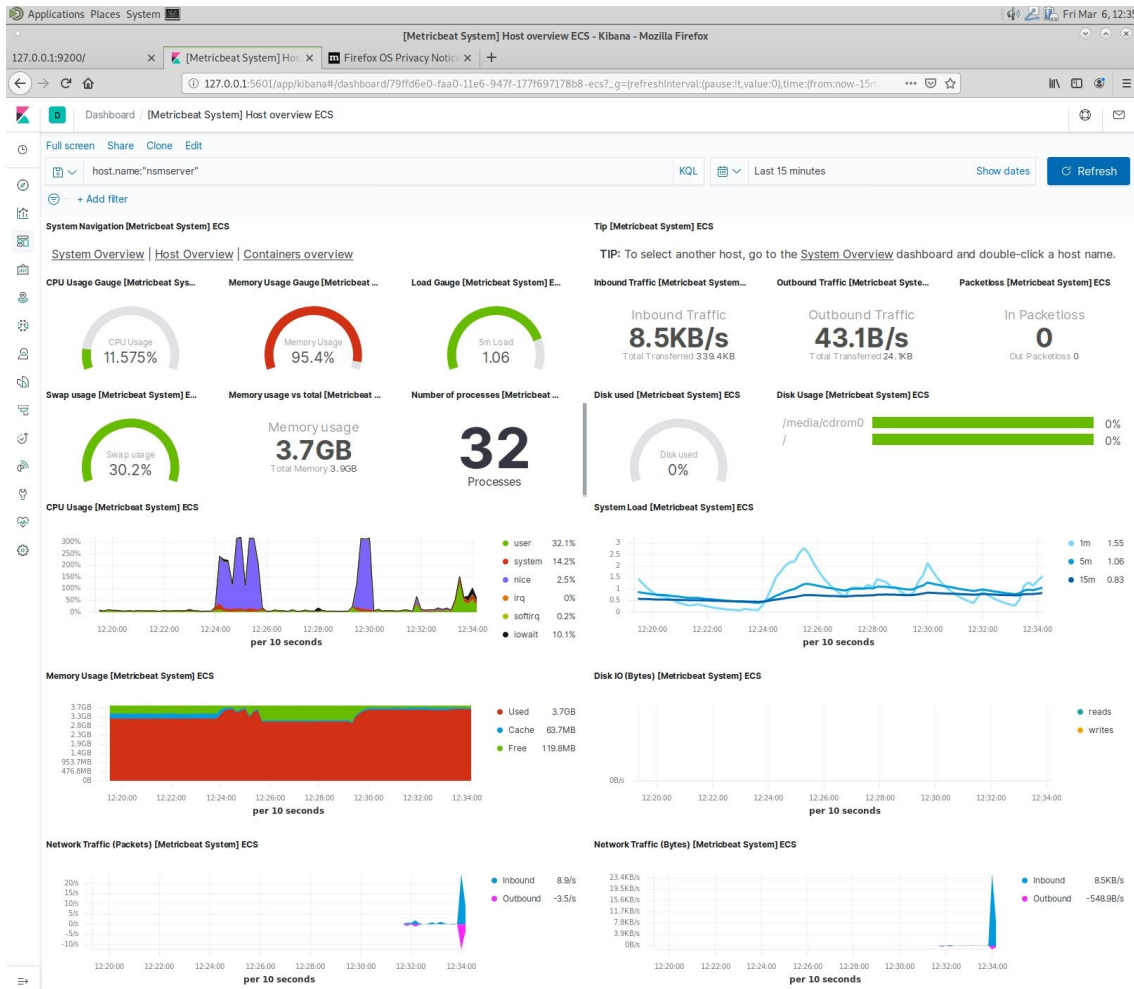 Applications Places System Fri Mar 6, 12:35
[Metricbeat System] Host overview ECS - Kibana - Mozilla Firefox
127.0.0.1:9200/ [Metricbeat System] Hos Firefox OS Privacy Notice
127.0.0.1:5601/app/kibana#/dashboard/79ffd6e0-faa0-11e6-947f-177f697178b8-ecs?_g=(refreshInterval:(pause:!t,value:0),time:(from:now-15m
D Dashboard / [Metricbeat System] Host overview ECS
Full screen Share Clone Edit
host.name:"nsmserver" KQL Last 15 minutes Show dates Refresh
+ Add filter
System Navigation [Metricbeat System] ECS
System Overview | Host Overview | Containers overview
Tip [Metricbeat System] ECS
TIP: To select another host, go to the System Overview dashboard and double-click a host name.
CPU Usage Gauge [Metricbeat Sys...
CPU Usage
11.575%
Memory Usage Gauge [Metricbeat ...
Memory Usage
95.4%
Load Gauge [Metricbeat System] E...
5m Load
1.06
Inbound Traffic [Metricbeat System...
Inbound Traffic
8.5KB/s
Total Transferred 339.4KB
Outbound Traffic [Metricbeat Syste...
Outbound Traffic
43.1B/s
Total Transferred 24.1KB
Packetloss [Metricbeat System] ECS
In Packetloss
0
Out Packetloss 0
Swap usage [Metricbeat System] E...
Swap usage
30.2%
Memory usage vs total [Metricbeat ...
Memory usage
3.7GB
Total Memory 3.9GB
Number of processes [Metricbeat ...
32
Processes
Disk used [Metricbeat System] ECS
Disk used
0%
Disk Usage [Metricbeat System] ECS
/media/cdrom0 0%
/ 0%
CPU Usage [Metricbeat System] ECS
300%
250%
200%
150%
100%
50%
0%
12:20:00 12:22:00 12:24:00 12:26:00 12:28:00 12:30:00 12:32:00 12:34:00
per 10 seconds
user 32.1%
system 14.2%
nice 2.5%
irq 0%
softirq 0.2%
iowait 10.1%
System Load [Metricbeat System] ECS
3
2.5
2
1.5
1
0.5
0
12:20:00 12:22:00 12:24:00 12:26:00 12:28:00 12:30:00 12:32:00 12:34:00
per 10 seconds
1m 1.55
5m 1.06
15m 0.83
Memory Usage [Metricbeat System] ECS
3.7GB
3.3GB
2.8GB
2.3GB
1.9GB
1.4GB
953.7MB
476.8MB
0B
12:20:00 12:22:00 12:24:00 12:26:00 12:28:00 12:30:00 12:32:00 12:34:00
per 10 seconds
Used 3.7GB
Cache 63.7MB
Free 119.8MB
Disk IO (Bytes) [Metricbeat System] ECS
0B/s
12:20:00 12:22:00 12:24:00 12:26:00 12:28:00 12:30:00 12:32:00 12:34:00
per 10 seconds
reads
writes
Network Traffic (Packets) [Metricbeat System] ECS
20/s
15/s
10/s
5/s
0/s
-5/s
-10/s
12:20:00 12:22:00 12:24:00 12:26:00 12:28:00 12:30:00 12:32:00 12:34:00
per 10 seconds
Inbound 8.9/s
Outbound -3.5/s
Network Traffic (Bytes) [Metricbeat System] ECS
23.4KB/s
19.5KB/s
15.6KB/s
11.7KB/s
7.8KB/s
3.9KB/s
0B/s
12:20:00 12:22:00 12:24:00 12:26:00 12:28:00 12:30:00 12:32:00 12:34:00
per 10 seconds
Inbound 8.5KB/s
Outbound -548.9B/s